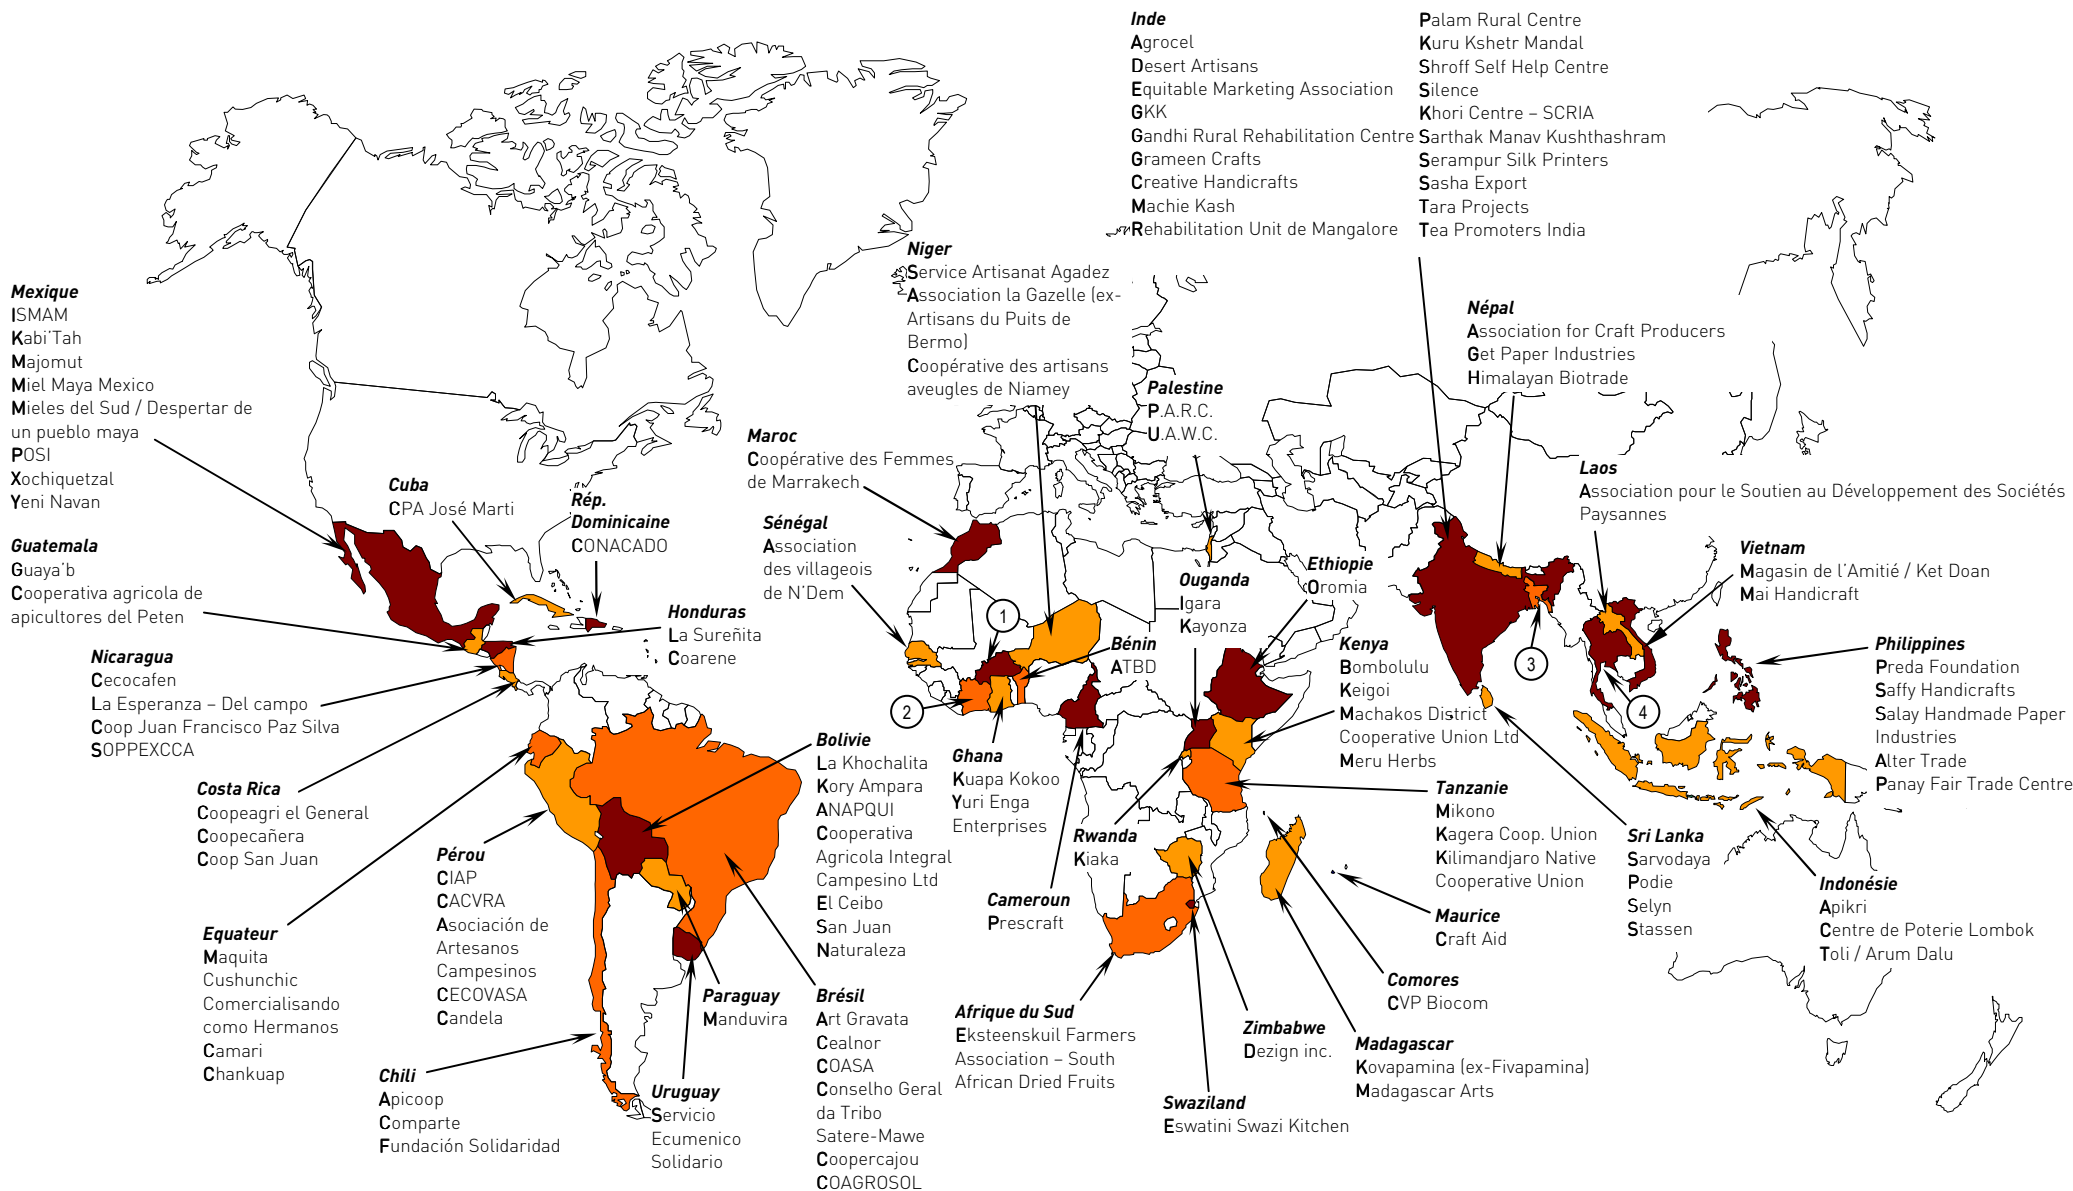 Inde
Agrocel
Desert Artisans
Equitable Marketing Association
GKK
Gandhi Rural Rehabilitation Centre
Grameen Crafts
Creative Handicrafts
Machie Kash
Rehabilitation Unit de Mangalore
Palam Rural Centre
Kuru Kshetr Mandal
Shroff Self Help Centre
Silence
Khori Centre – SCRIA
Sarthak Manav Kushthashram
Serampur Silk Printers
Sasha Export
Tara Projects
Tea Promoters India
Niger
Service Artisanat Agadez
Association la Gazelle (ex-
Artisans du Puits de
Bermo)
Coopérative des artisans
aveugles de Niamey
Mexique
ISMAM
Kabi'Tah
Majomut
Miel Maya Mexico
Mieles del Sud / Despertar de
un pueblo maya
POSI
Xochiquetzal
Yeni Navan
Népal
Association for Craft Producers
Get Paper Industries
Himalayan Biotrade
Palestine
P.A.R.C.
U.A.W.C.
Maroc
Coopérative des Femmes
de Marrakech
Laos
Association pour le Soutien au Développement des Sociétés
Paysannes
Cuba
CPA José Marti
Rép.
Dominicaine
CONACADO
Sénégal
Association
des villageois
de N'Dem
Guatemala
Guaya'b
Cooperativa agricola de
apicultores del Peten
Vietnam
Magasin de l'Amitié / Ket Doan
Mai Handicraft
Ethiopie
Oromia
Ouganda
Igara
Kayonza
Honduras
La Sureñita
Coarene
1
2
3
4
Bénin
ATBD
Kenya
Bombolulu
Keigoi
Machakos District
Cooperative Union Ltd
Meru Herbs
Philippines
Preda Foundation
Saffy Handicrafts
Salay Handmade Paper
Industries
Alter Trade
Panay Fair Trade Centre
Nicaragua
Cecocafen
La Esperanza – Del campo
Coop Juan Francisco Paz Silva
SOPPEXCCA
Costa Rica
Coopeagri el General
Coopecañera
Coop San Juan
Bolivie
La Khochalita
Kory Ampara
ANAPQUI
Cooperativa
Agricola Integral
Campesino Ltd
El Ceibo
San Juan
Naturaleza
Ghana
Kuapa Kokoo
Yuri Enga
Enterprises
Rwanda
Kiaka
Tanzanie
Mikono
Kagera Coop. Union
Kilimandjaro Native
Cooperative Union
Sri Lanka
Sarvodaya
Podie
Selyn
Stassen
Indonésie
Apikri
Centre de Poterie Lombok
Toli / Arum Dalu
Pérou
CIAP
CACVRA
Asociación de
Artesanos
Campesinos
CECOVASA
Candela
Cameroun
Prescraft
Maurice
Craft Aid
Equateur
Maquita
Cushunchic
Comercialisando
como Hermanos
Camari
Chankuap
Comores
CVP Biocom
Paraguay
Manduvira
Brésil
Art Gravata
Cealnor
COASA
Conselho Geral
da Tribo
Satere-Mawe
Coopercajou
COAGROSOL
Afrique du Sud
Eksteenskuil Farmers
Association – South
African Dried Fruits
Zimbabwe
Dezign inc.
Madagascar
Kovapamina (ex-Fivapamina)
Madagascar Arts
Chili
Apicoop
Comparte
Fundación Solidaridad
Uruguay
Servicio
Ecumenico
Solidario
Swaziland
Eswatini Swazi Kitchen